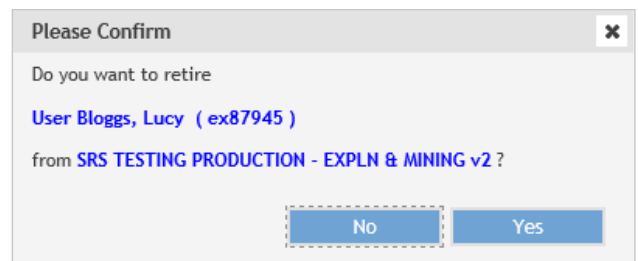 Please Confirm
Do you want to retire
User Bloggs, Lucy ( ex87945 )
from SRS TESTING PRODUCTION - EXPLN & MINING v2 ?
No Yes